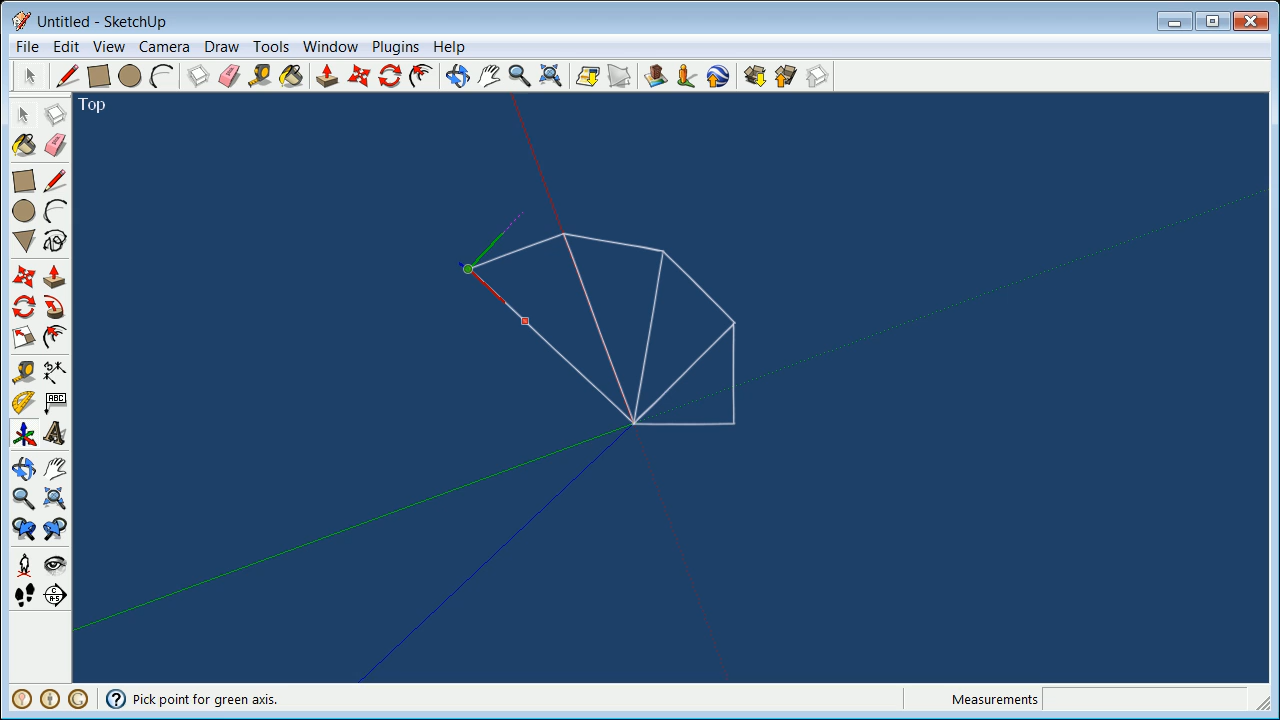 Untitled - SketchUp
File Edit View Camera Draw Tools Window Plugins Help
Top
ABC
Pick point for green axis.
Measurements